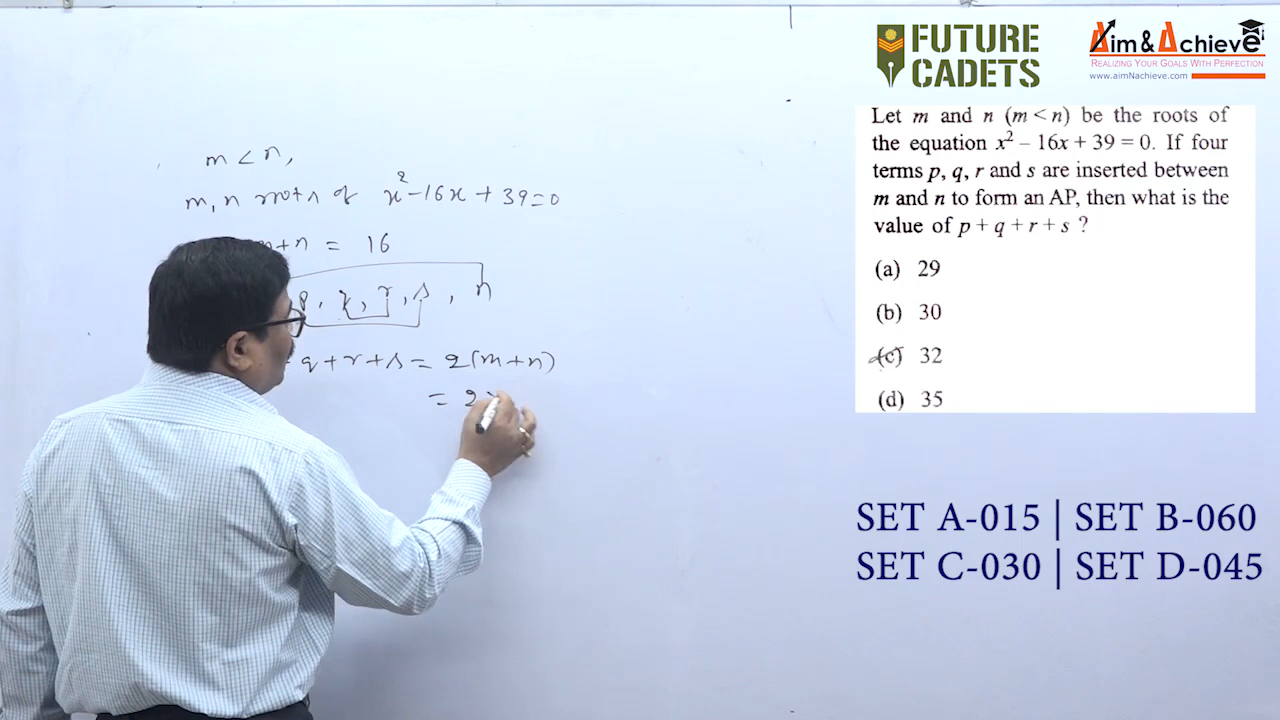 FUTURE
CADETS
Aim & Achieve
REALIZING YOUR GOALS WITH PERFECTION
www.aimNachieve.com
Let m and n (m < n) be the roots of
the equation x² – 16x + 39 = 0. If four
terms p, q, r and s are inserted between
m and n to form an AP, then what is the
value of p + q + r + s ?
(a) 29
(b) 30
(c) 32
(d) 35
SET A-015 | SET B-060
SET C-030 | SET D-045
m < n,
m, n roots of x² - 16x + 39 = 0
m + n = 16
p, q, r, s, n
q + r + s = 2(m + n)
= 2